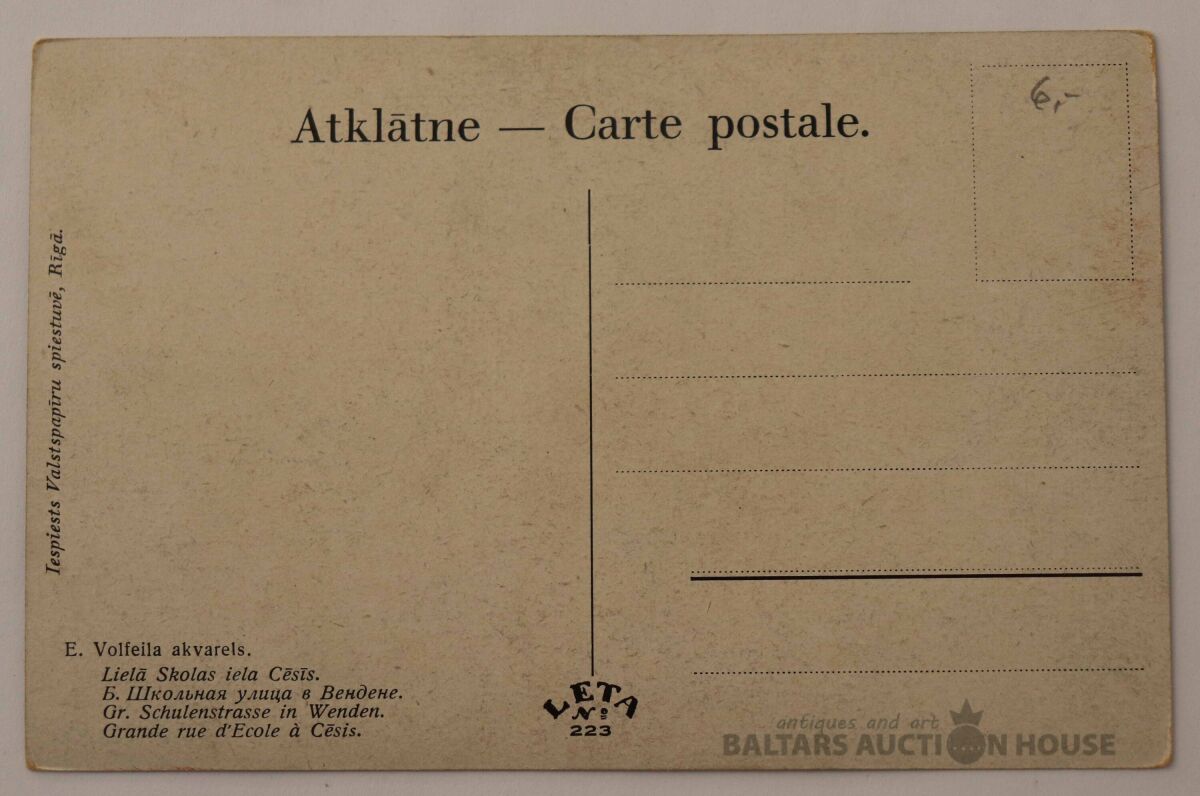 Atklātne — Carte postale.
6,-
Iespiests Valstspapīru spiestuvē, Rīgā.
E. Volfeila akvarels.
Lielā Skolas iela Cēsīs.
Б. Школьная улица в Вендене.
Gr. Schulenstrasse in Wenden.
Grande rue d'Ecole à Cēsis.
LETA
№
223
antiques and art
BALTARS AUCTION HOUSE